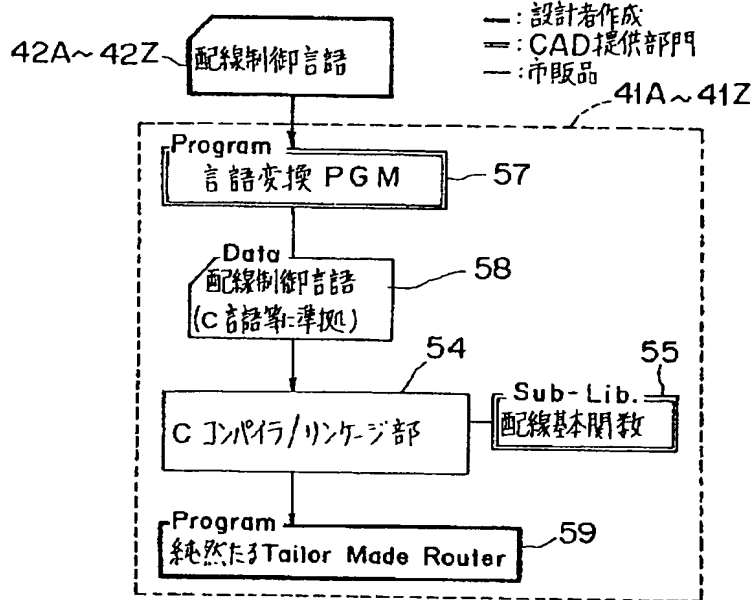 ━:設計者作成
═:CAD提供部門
─:市販品
42A～42Z
配線制御言語
41A～41Z
Program
言語変換 PGM
57
Data
配線制御言語
(C言語等に準拠)
58
54
C コンパイラ/リンケージ部
55
Sub-Lib.
配線基本関数
Program
純然たるTailor Made Router
59